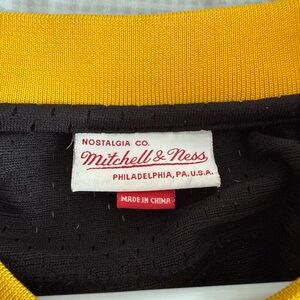 NOSTALGIA CO.
Mitchell & Ness
PHILADELPHIA, PA. U.S.A.
MADE IN CHINA